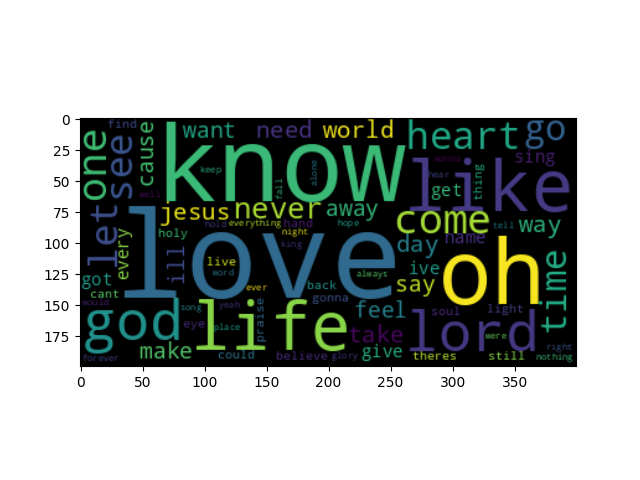 0
25
50
75
100
125
150
175
0 50 100 150 200 250 300 350
find want need world heart go
one see cause know like sing
keep fall alone wanna hear get thing
well let jesus never away come way
hold everything hand hope tell
every holy love night king day name
ill live word always ive oh time
got cant ever back say
would god song yeah life gonna feel soul light lord
eye place praise take were
make could believe glory give theres still right
forever nothing